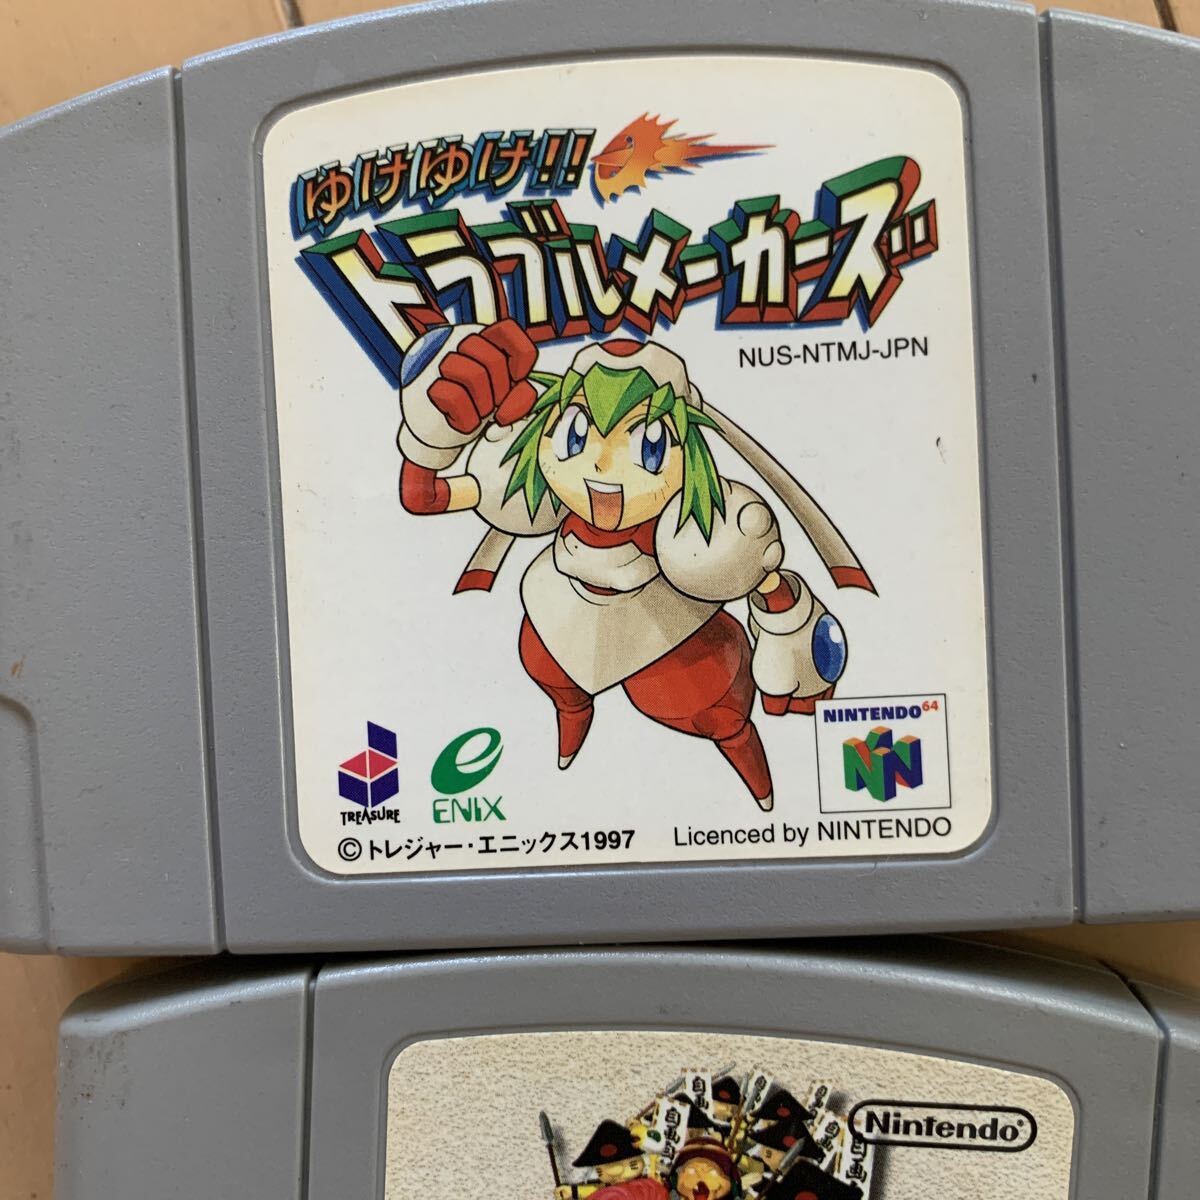 ゆけゆけ!!
トラブルメーカーズ
NUS-NTMJ-JPN
NINTENDO64
TREASURE
ENIX
©トレジャー・エニックス1997
Licenced by NINTENDO
Nintendo